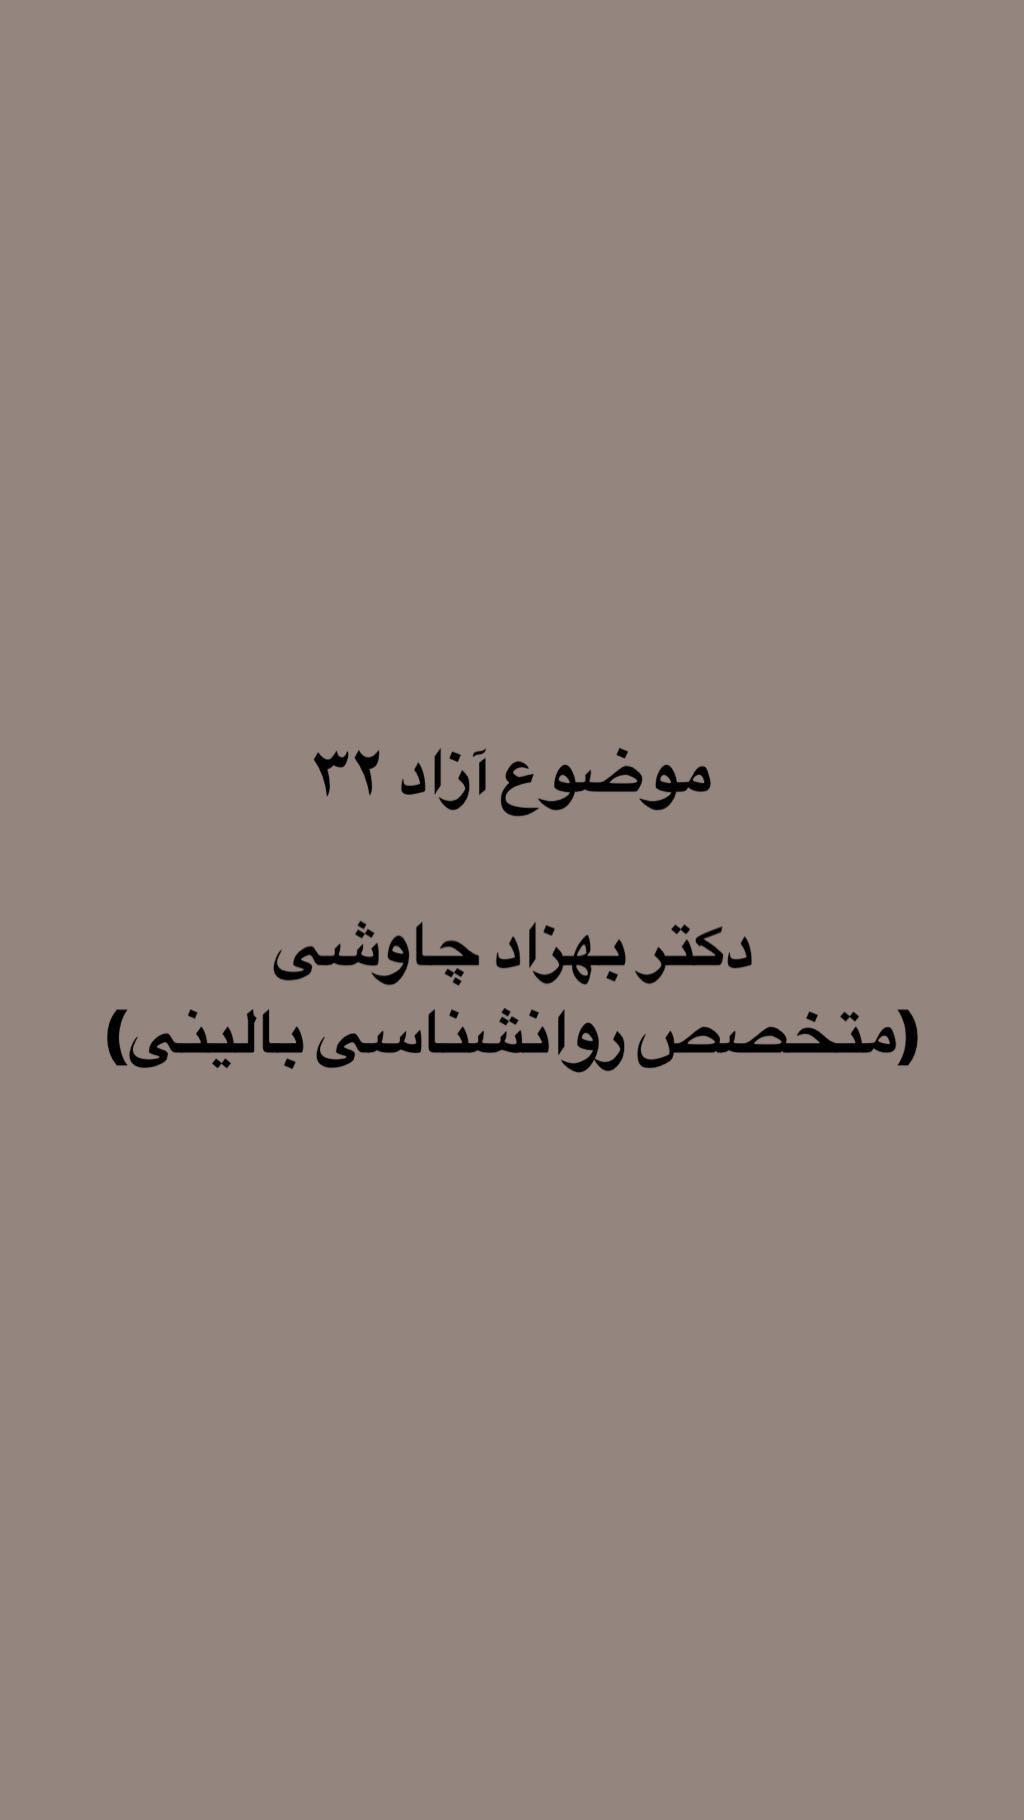 موضوع آزاد ۳۲
دکتر بهزاد چاوشی
(متخصص روانشناسی بالینی)